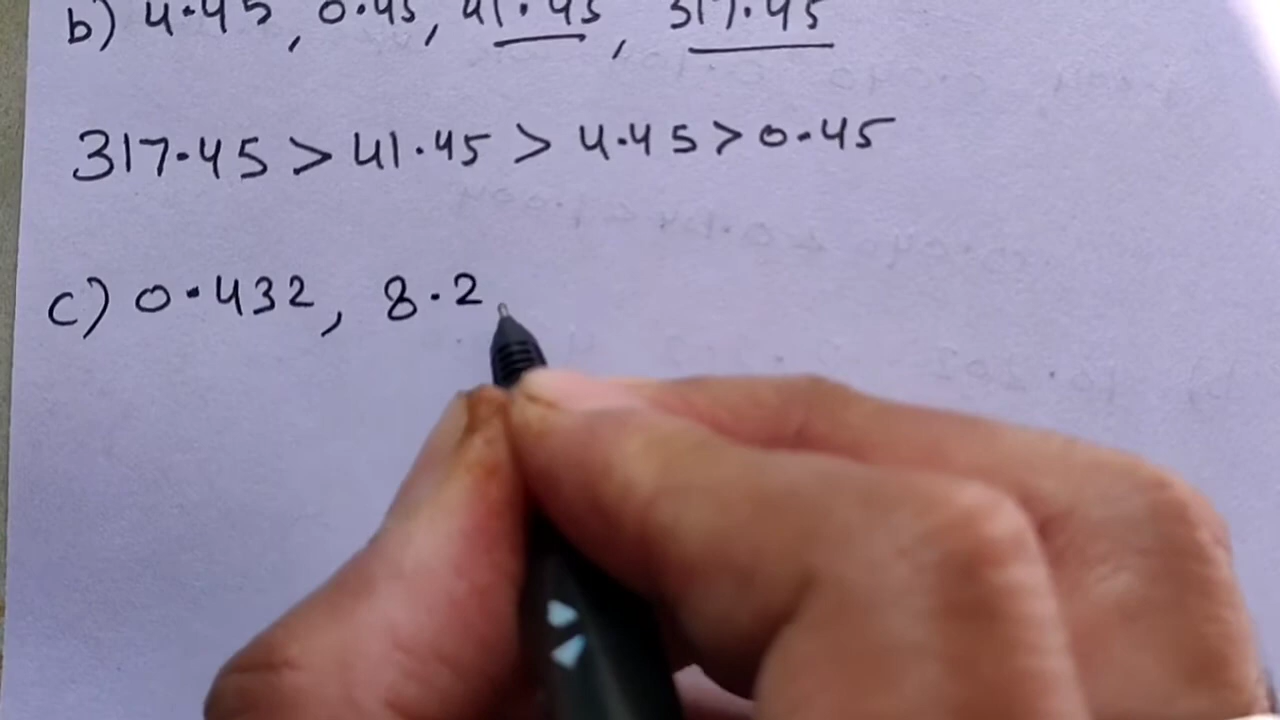 b) 4.45, 0.45, 41.45, 317.45
317.45 > 41.45 > 4.45 > 0.45
c) 0.432, 8.2